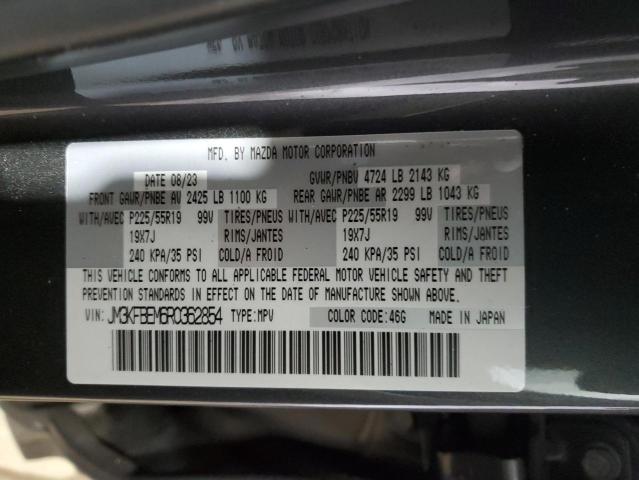 MFD. BY MAZDA MOTOR CORPORATION
DATE 08/23 GVWR/PNBV 4724 LB 2143 KG
FRONT GAWR/PNBE AV 2425 LB 1100 KG REAR GAWR/PNBE AR 2299 LB 1043 KG
WITH/AVEC P225/55R19 99V TIRES/PNEUS WITH/AVEC P225/55R19 99V TIRES/PNEUS
19X7J RIMS/JANTES 19X7J RIMS/JANTES
240 KPA/35 PSI COLD/A FROID 240 KPA/35 PSI COLD/A FROID
THIS VEHICLE CONFORMS TO ALL APPLICABLE FEDERAL MOTOR VEHICLE SAFETY AND THEFT
PREVENTION STANDARDS IN EFFECT ON THE DATE OF MANUFACTURE SHOWN ABOVE.
VIN: JM3KFBEM6R0362854 TYPE:MPV COLOR CODE:46G MADE IN JAPAN